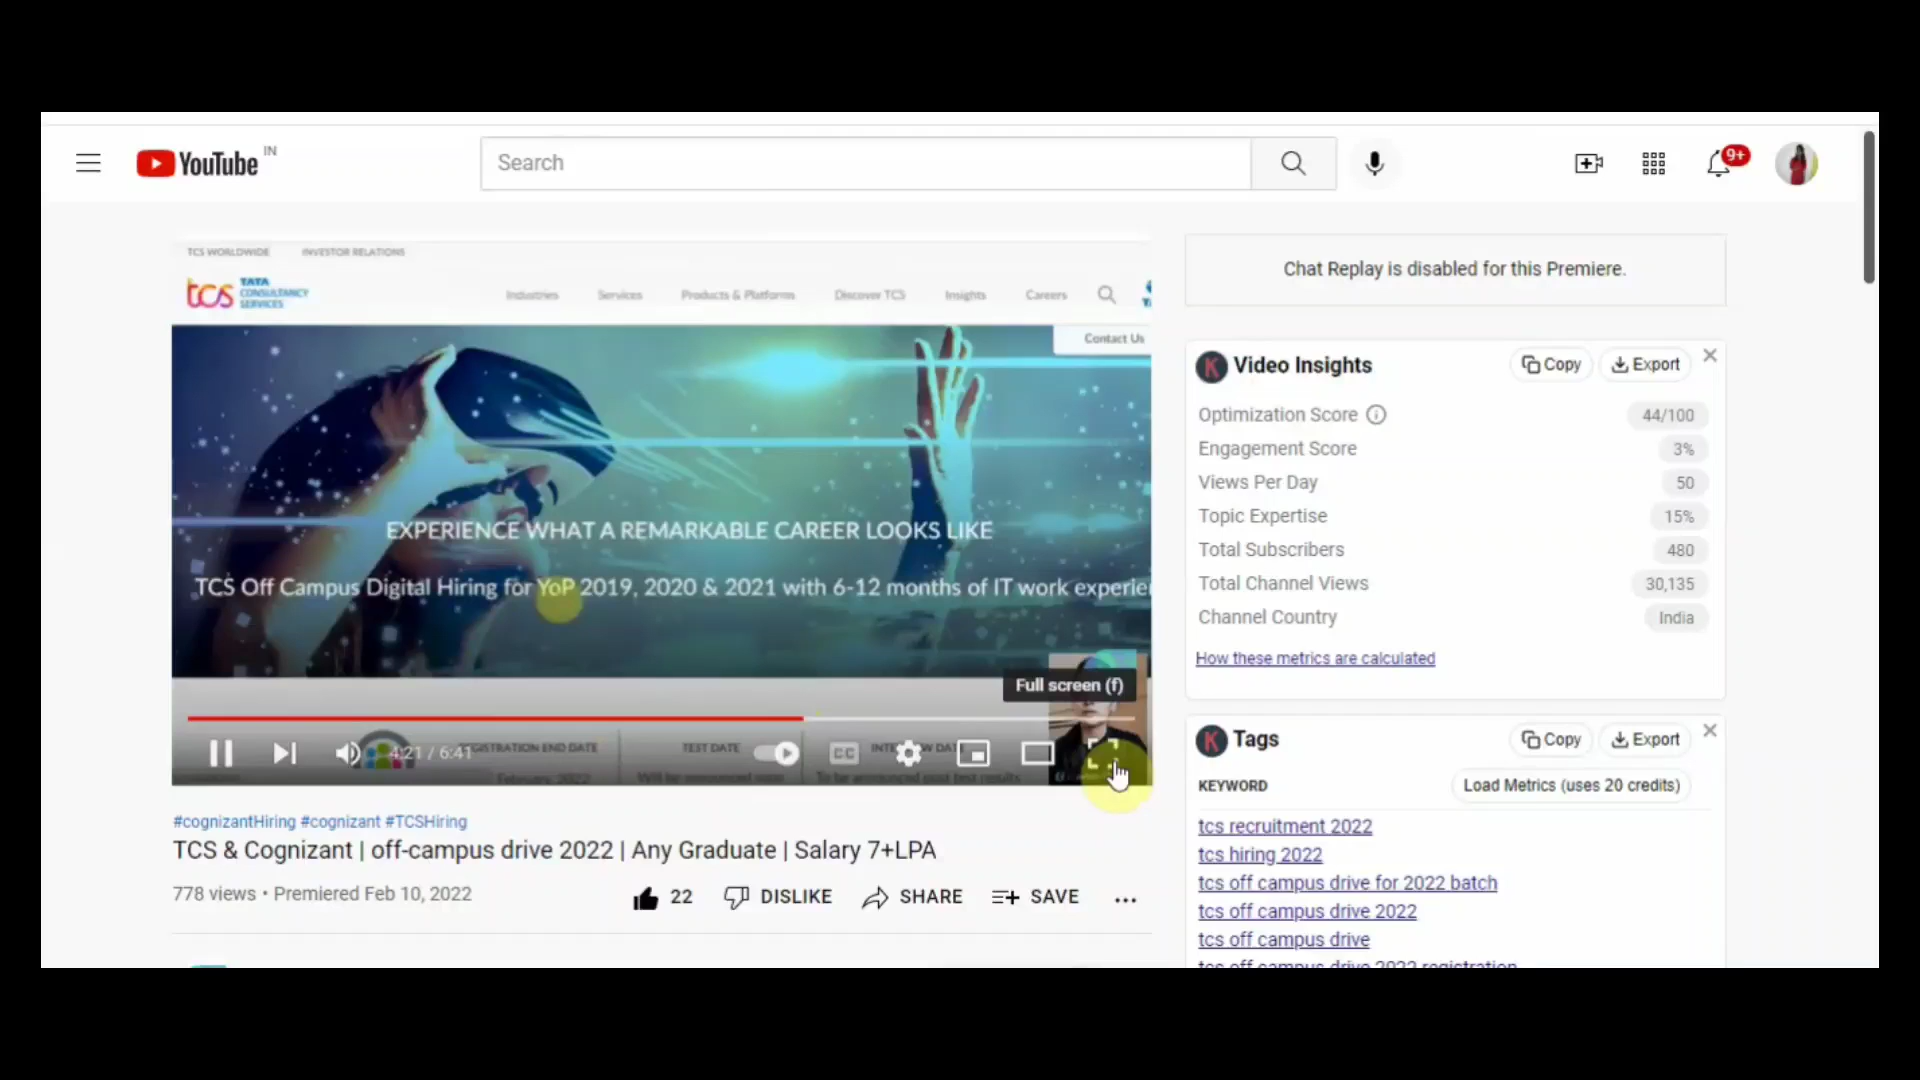 YouTube IN
Search
9+
TCS WORLDWIDE INVESTOR RELATIONS
tcs TATA CONSULTANCY SERVICES
Industries Services Products & Platforms Discover TCS Insights Careers
Contact Us
EXPERIENCE WHAT A REMARKABLE CAREER LOOKS LIKE
TCS Off Campus Digital Hiring for YoP 2019, 2020 & 2021 with 6-12 months of IT work experie
Full screen (f)
4:21 / 6:41
TEST DATE
CC
#cognizantHiring #cognizant #TCSHiring
TCS & Cognizant | off-campus drive 2022 | Any Graduate | Salary 7+LPA
778 views • Premiered Feb 10, 2022
22 DISLIKE SHARE SAVE
Chat Replay is disabled for this Premiere.
K Video Insights Copy Export
Optimization Score 44/100
Engagement Score 3%
Views Per Day 50
Topic Expertise 15%
Total Subscribers 480
Total Channel Views 30,135
Channel Country India
How these metrics are calculated
K Tags Copy Export
KEYWORD Load Metrics (uses 20 credits)
tcs recruitment 2022
tcs hiring 2022
tcs off campus drive for 2022 batch
tcs off campus drive 2022
tcs off campus drive
tcs off campus drive 2022 registration